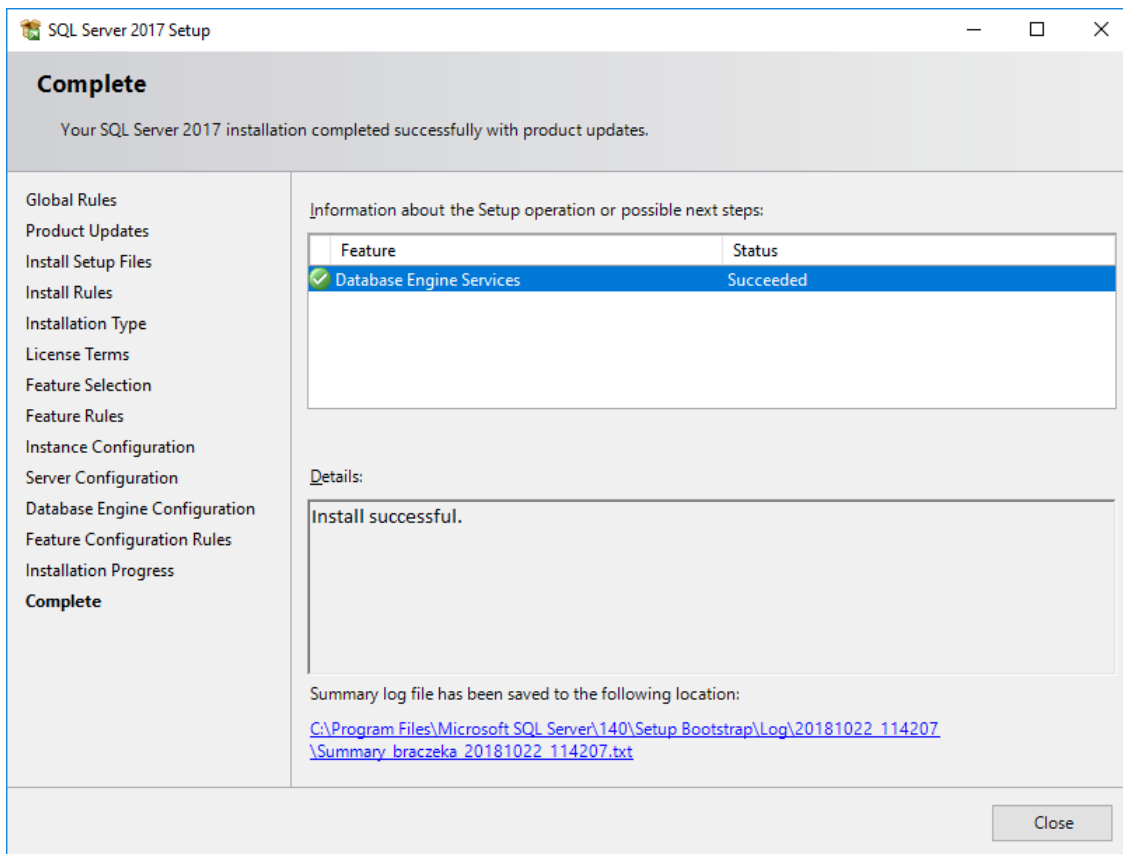 SQL Server 2017 Setup
Complete
Your SQL Server 2017 installation completed successfully with product updates.
Global Rules
Product Updates
Install Setup Files
Install Rules
Installation Type
License Terms
Feature Selection
Feature Rules
Instance Configuration
Server Configuration
Database Engine Configuration
Feature Configuration Rules
Installation Progress
Complete
Information about the Setup operation or possible next steps:
Feature Status
Database Engine Services Succeeded
Details:
Install successful.
Summary log file has been saved to the following location:
C:\Program Files\Microsoft SQL Server\140\Setup Bootstrap\Log\20181022_114207
\Summary_braczeka_20181022_114207.txt
Close